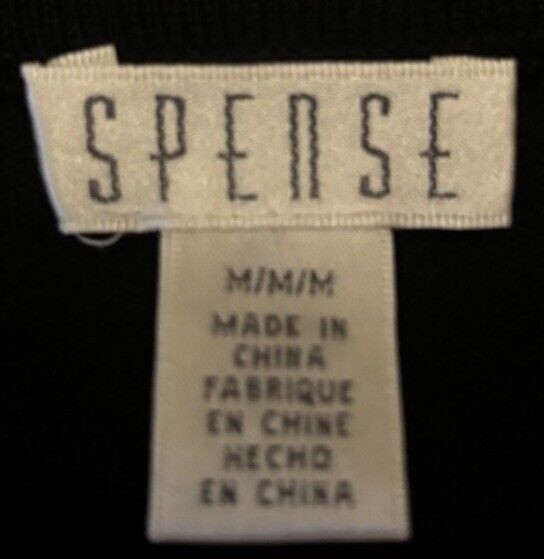 SPENSE
M/M/M
MADE IN
CHINA
FABRIQUE
EN CHINE
HECHO
EN CHINA